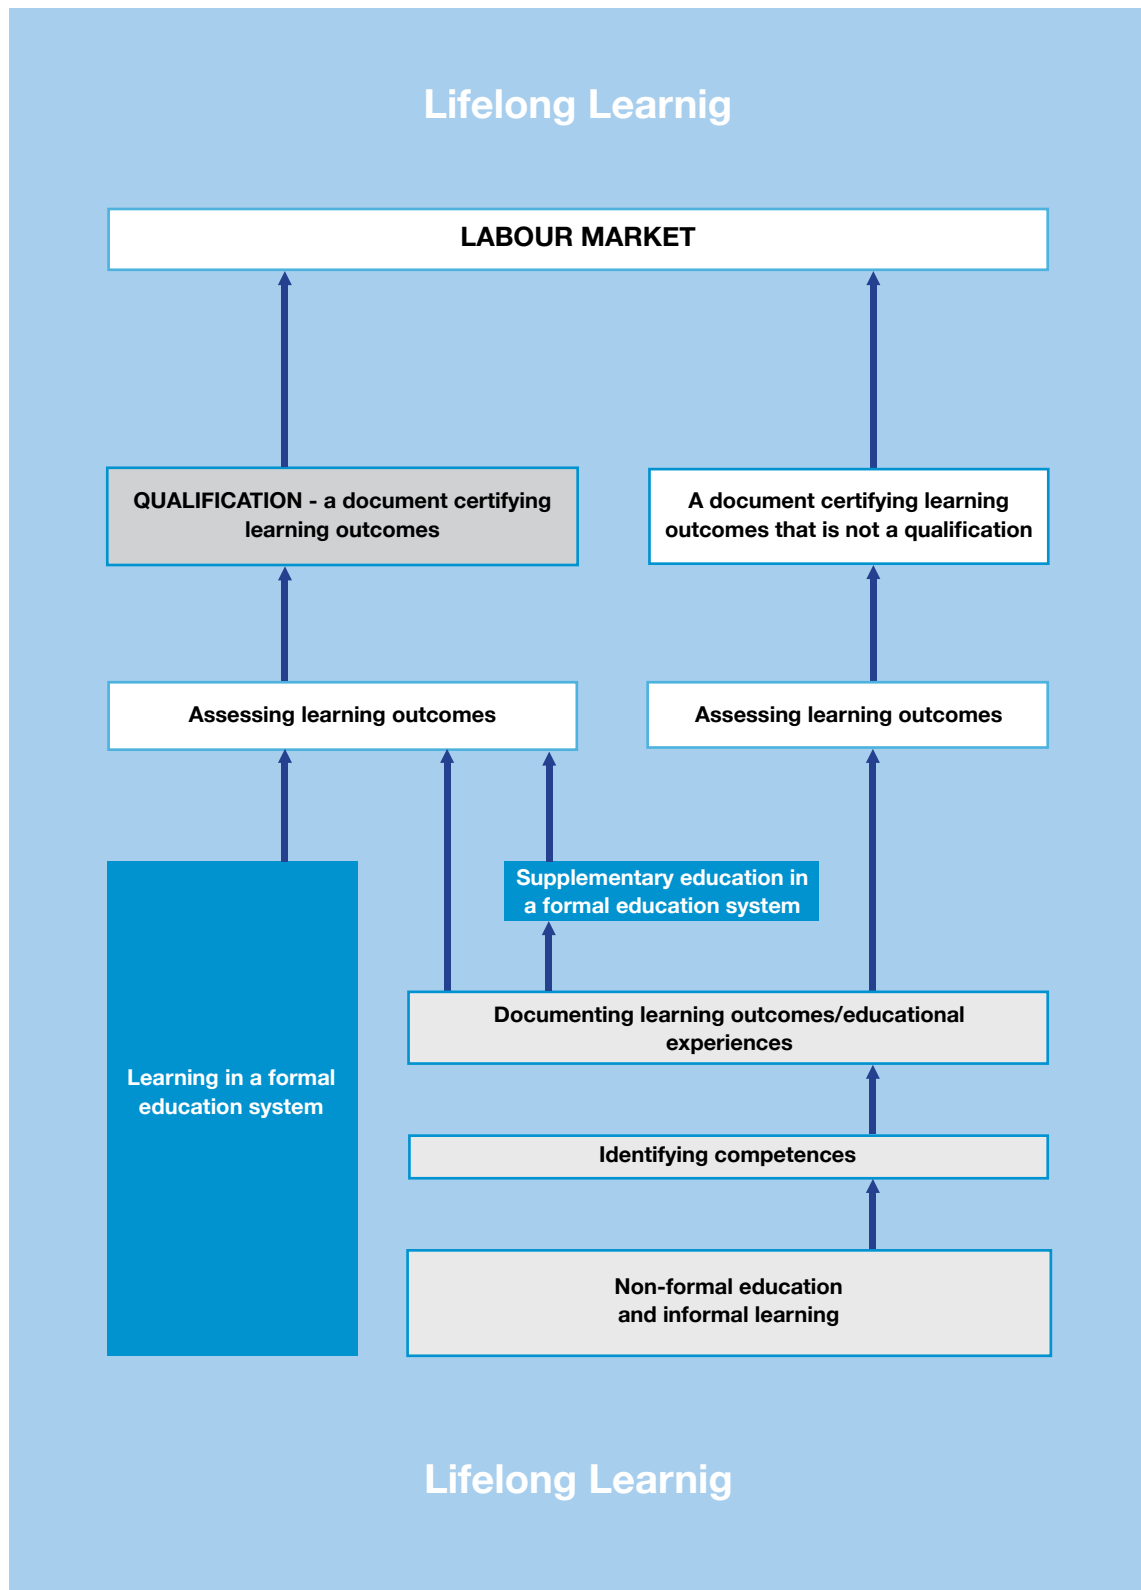 Lifelong Learnig
LABOUR MARKET
QUALIFICATION - a document certifying
learning outcomes
A document certifying learning
outcomes that is not a qualification
Assessing learning outcomes
Assessing learning outcomes
Supplementary education in
a formal education system
Documenting learning outcomes/educational
experiences
Learning in a formal
education system
Identifying competences
Non-formal education
and informal learning
Lifelong Learnig